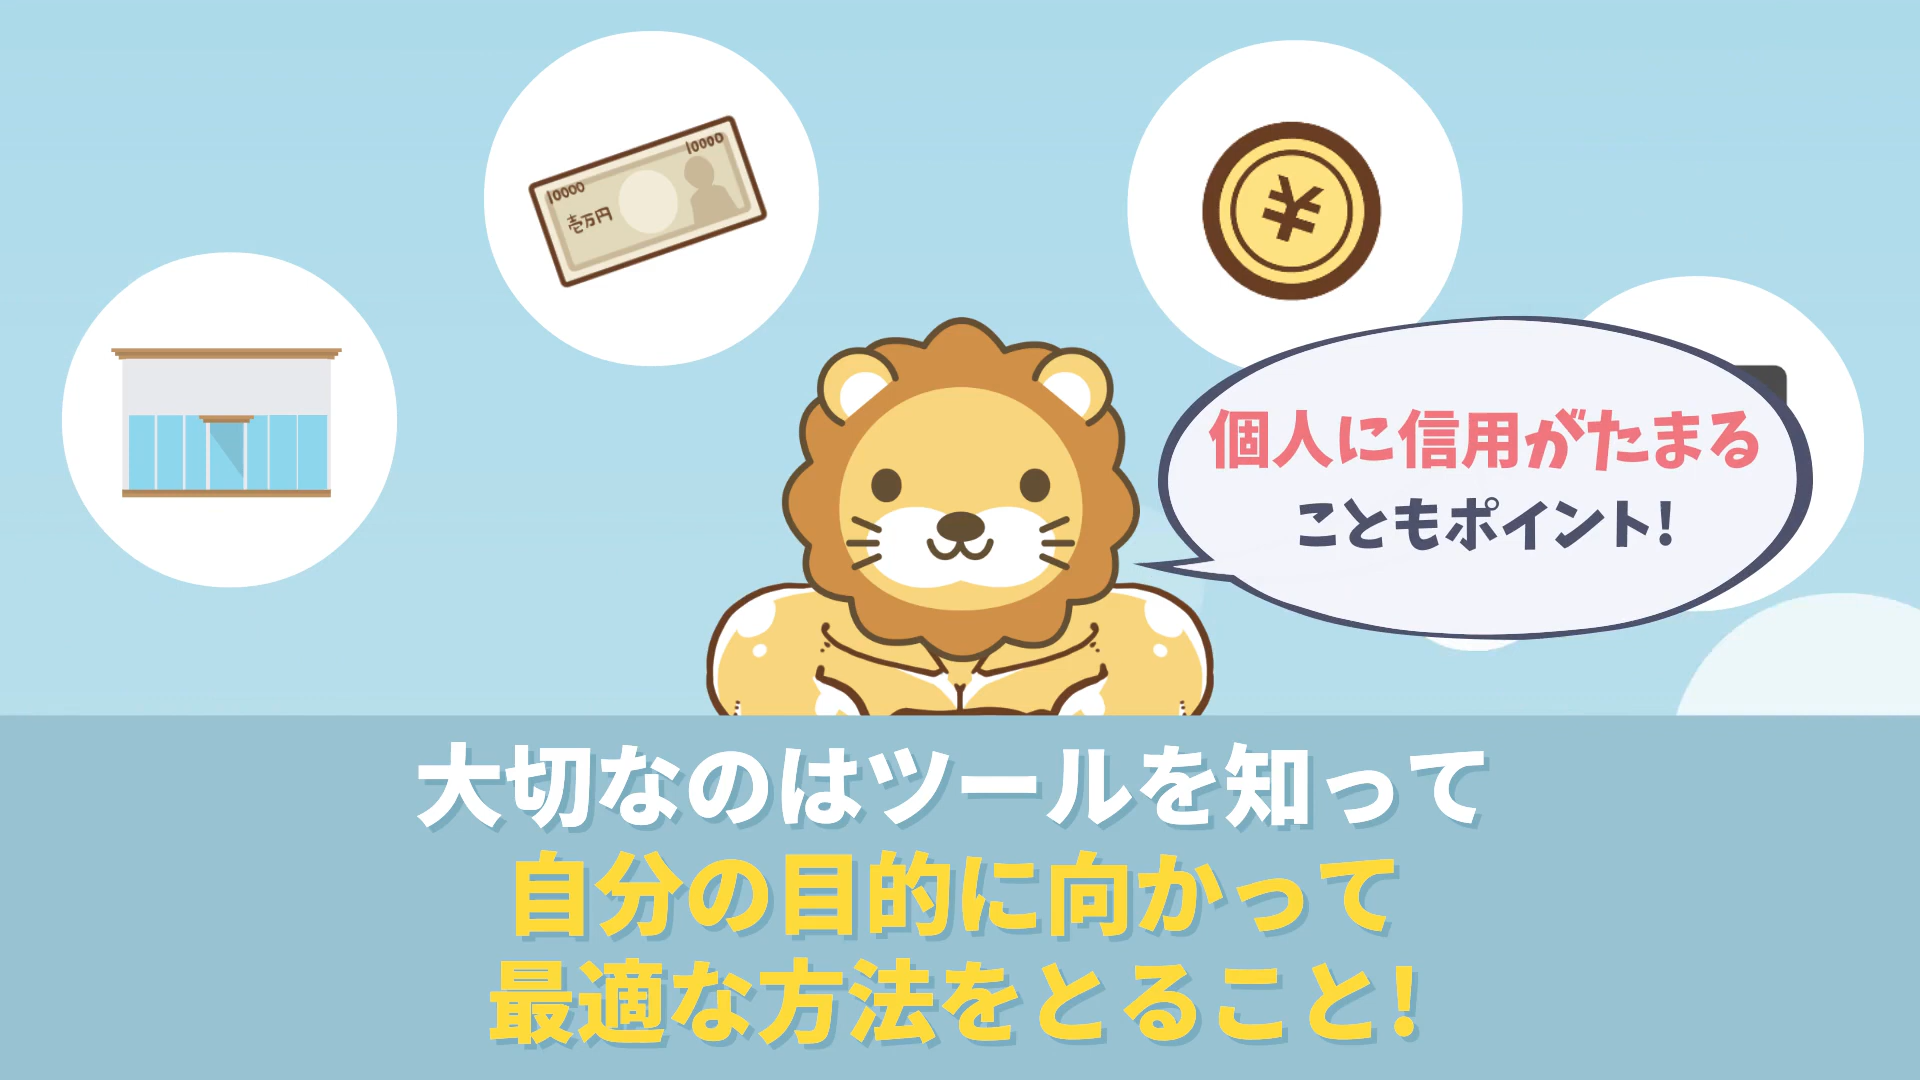 10000
10000
壱万円
¥
個人に信用がたまる
こともポイント!
大切なのはツールを知って
自分の目的に向かって
最適な方法をとること!